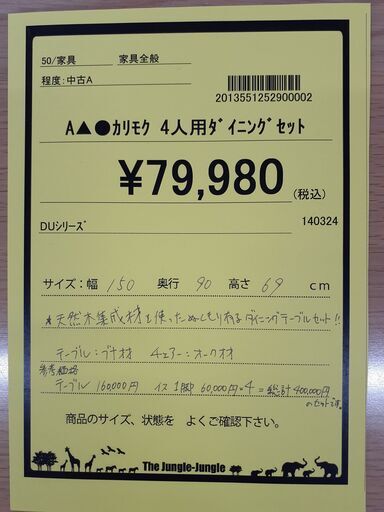 50/家具 家具全般
程度:中古A
2013551252900002
A▲●カリモク 4人用ﾀﾞｲﾆﾝｸﾞｾｯﾄ
¥79,980(税込)
DUｼﾘｰｽﾞ 140324
サイズ:幅 150 奥行 90 高さ 69 cm
★天然木集成材を使ったぬくもりあるダイニングテーブルセット!!
テーブル:ブナ材 チェアー:オーク材
参考価格
テーブル 160,000円 イス1脚 60,000円×4=総計400,000円
のセットです。
商品のサイズ、状態を よくご確認下さい。
The Jungle-Jungle